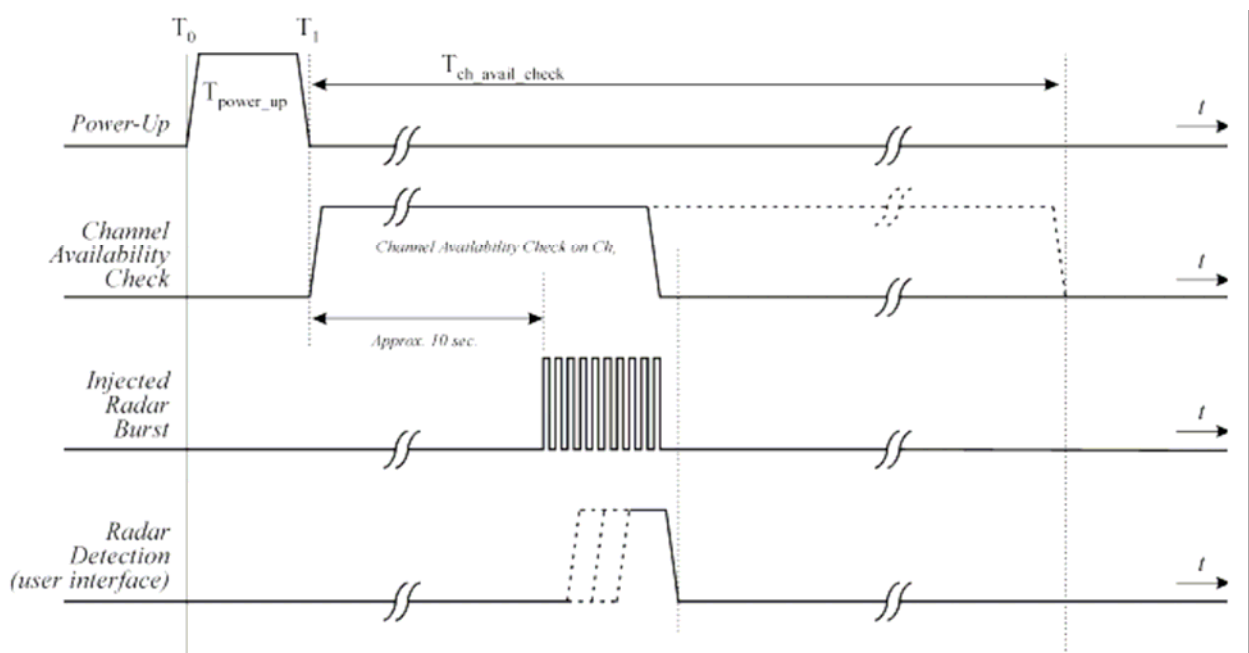 T0 T1
Tch_avail_check
Tpower_up
t
Power-Up
Channel
Availability
Check
Channel Availability Check on Ch,
t
Approx. 10 sec.
Injected
Radar
Burst
t
Radar
Detection
(user interface)
t